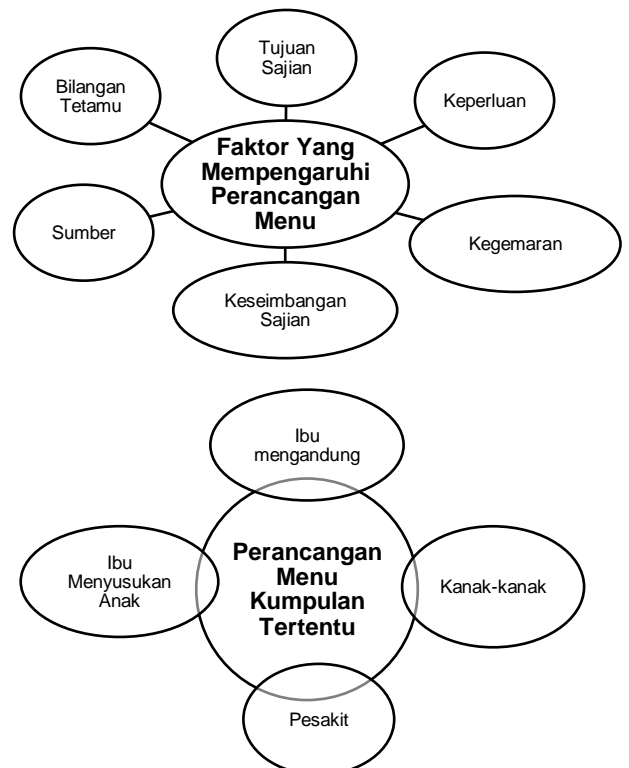 Tujuan
Sajian
Bilangan
Tetamu
Keperluan
Faktor Yang
Mempengaruhi
Perancangan
Menu
Sumber
Kegemaran
Keseimbangan
Sajian
Ibu
mengandung
Ibu
Menyusukan
Anak
Perancangan
Menu
Kumpulan
Tertentu
Kanak-kanak
Pesakit